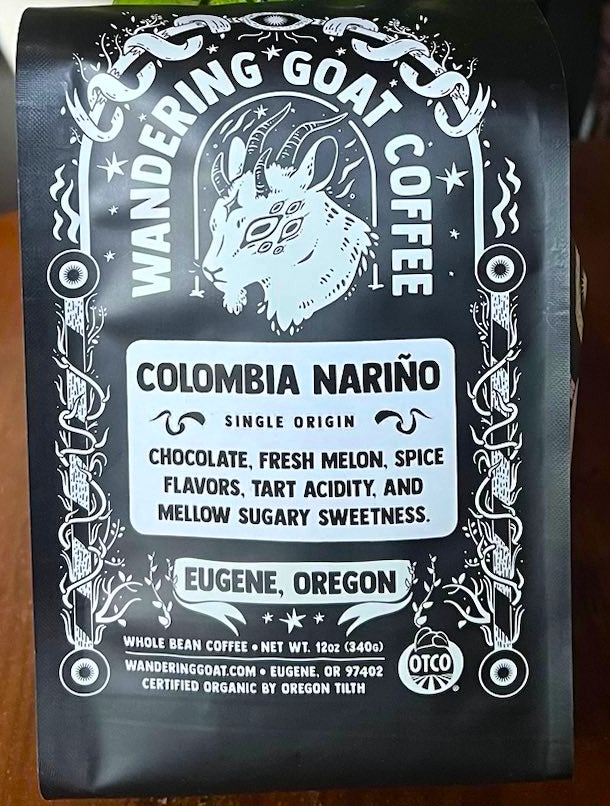 WANDERING GOAT COFFEE
COLOMBIA NARIÑO
SINGLE ORIGIN
CHOCOLATE, FRESH MELON, SPICE
FLAVORS, TART ACIDITY, AND
MELLOW SUGARY SWEETNESS.
EUGENE, OREGON
WHOLE BEAN COFFEE • NET WT. 12OZ (340G)
WANDERINGGOAT.COM • EUGENE, OR 97402
CERTIFIED ORGANIC BY OREGON TILTH
OTCO
®